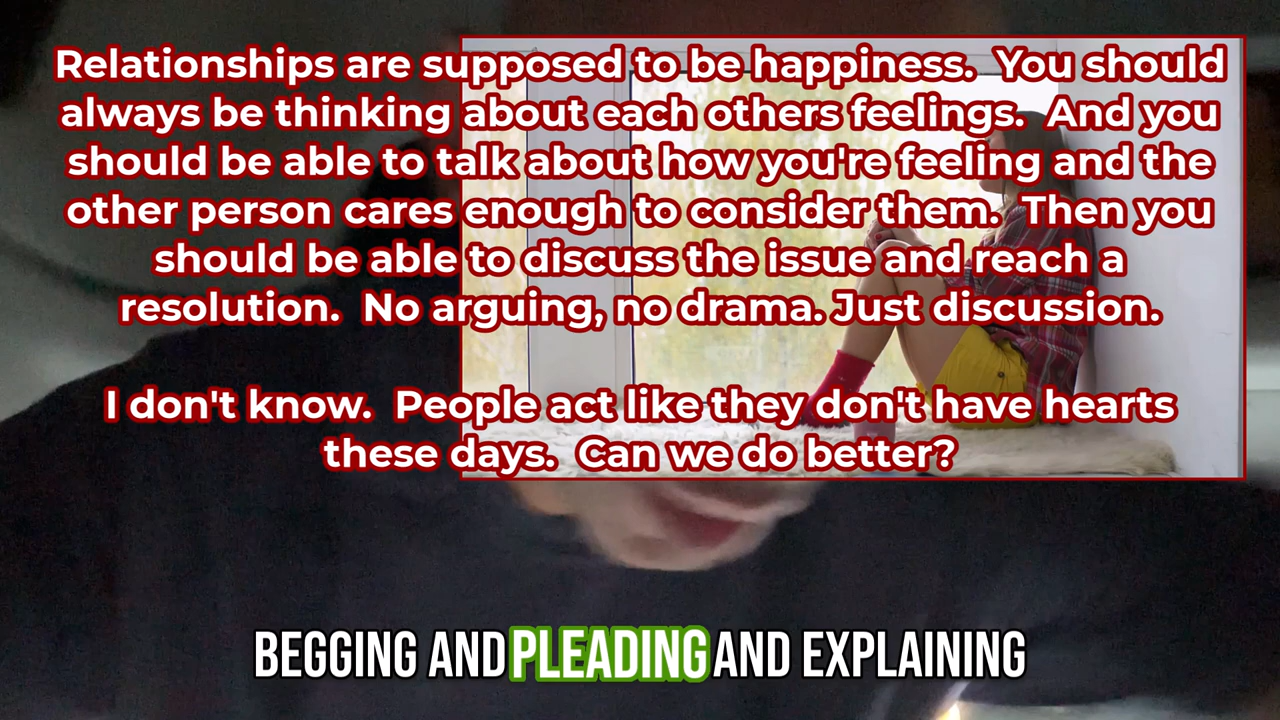 Relationships are supposed to be happiness.  You should
always be thinking about each others feelings.  And you
should be able to talk about how you're feeling and the
other person cares enough to consider them.  Then you
should be able to discuss the issue and reach a
resolution.  No arguing, no drama. Just discussion.
I don't know.  People act like they don't have hearts
these days.  Can we do better?
BEGGING AND PLEADING AND EXPLAINING